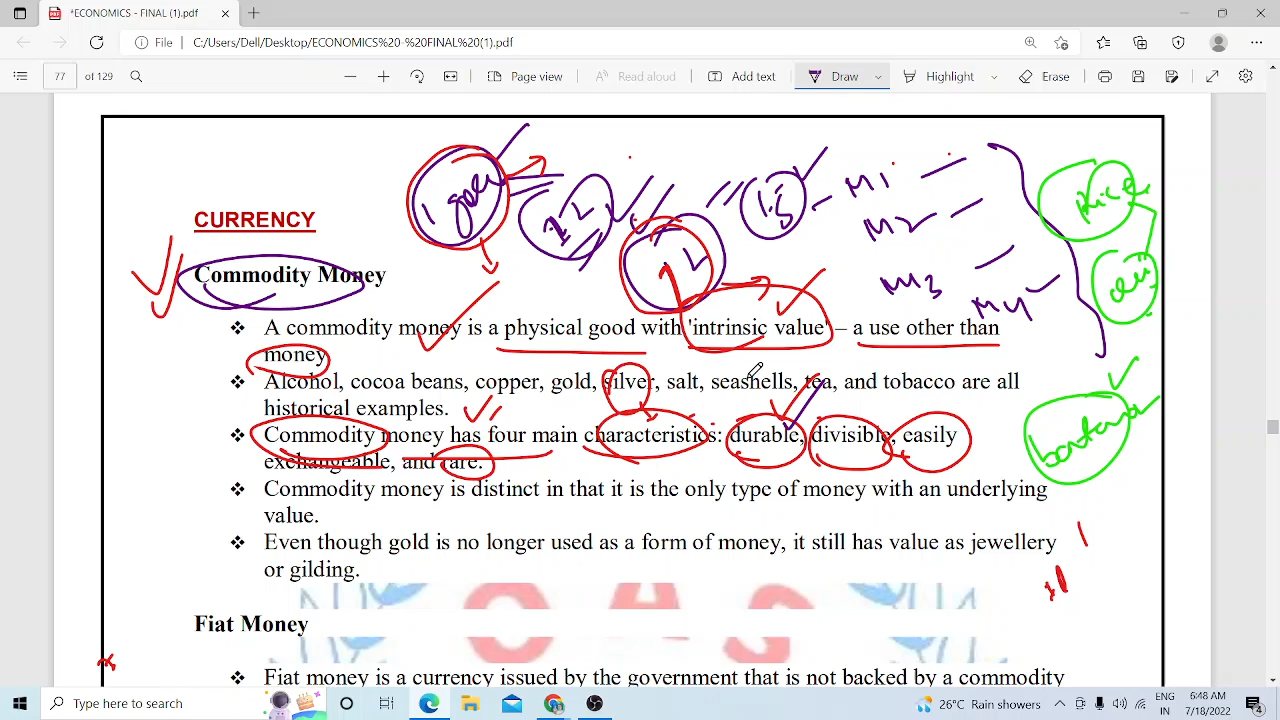 *ECONOMICS - FINAL (1).pdf
File C:/Users/Dell/Desktop/ECONOMICS%20-%20FINAL%20(1).pdf
77 of 129 Page view Read aloud Add text Draw Highlight Erase
1 goat
M1
M2
M3
M4
Price
CURRENCY
Commodity Money
❖ A commodity money is a physical good with 'intrinsic value' – a use other than
money
❖ Alcohol, cocoa beans, copper, gold, silver, salt, seashells, tea, and tobacco are all
historical examples.
❖ Commodity money has four main characteristics: durable, divisible, easily
exchangeable, and rare.
❖ Commodity money is distinct in that it is the only type of money with an underlying
value.
❖ Even though gold is no longer used as a form of money, it still has value as jewellery
or gilding.
OAS
Fiat Money
❖ Fiat money is a currency issued by the government that is not backed by a commodity
Type here to search
26°C Rain showers
ENG
IN
6:48 AM
7/18/2022
4